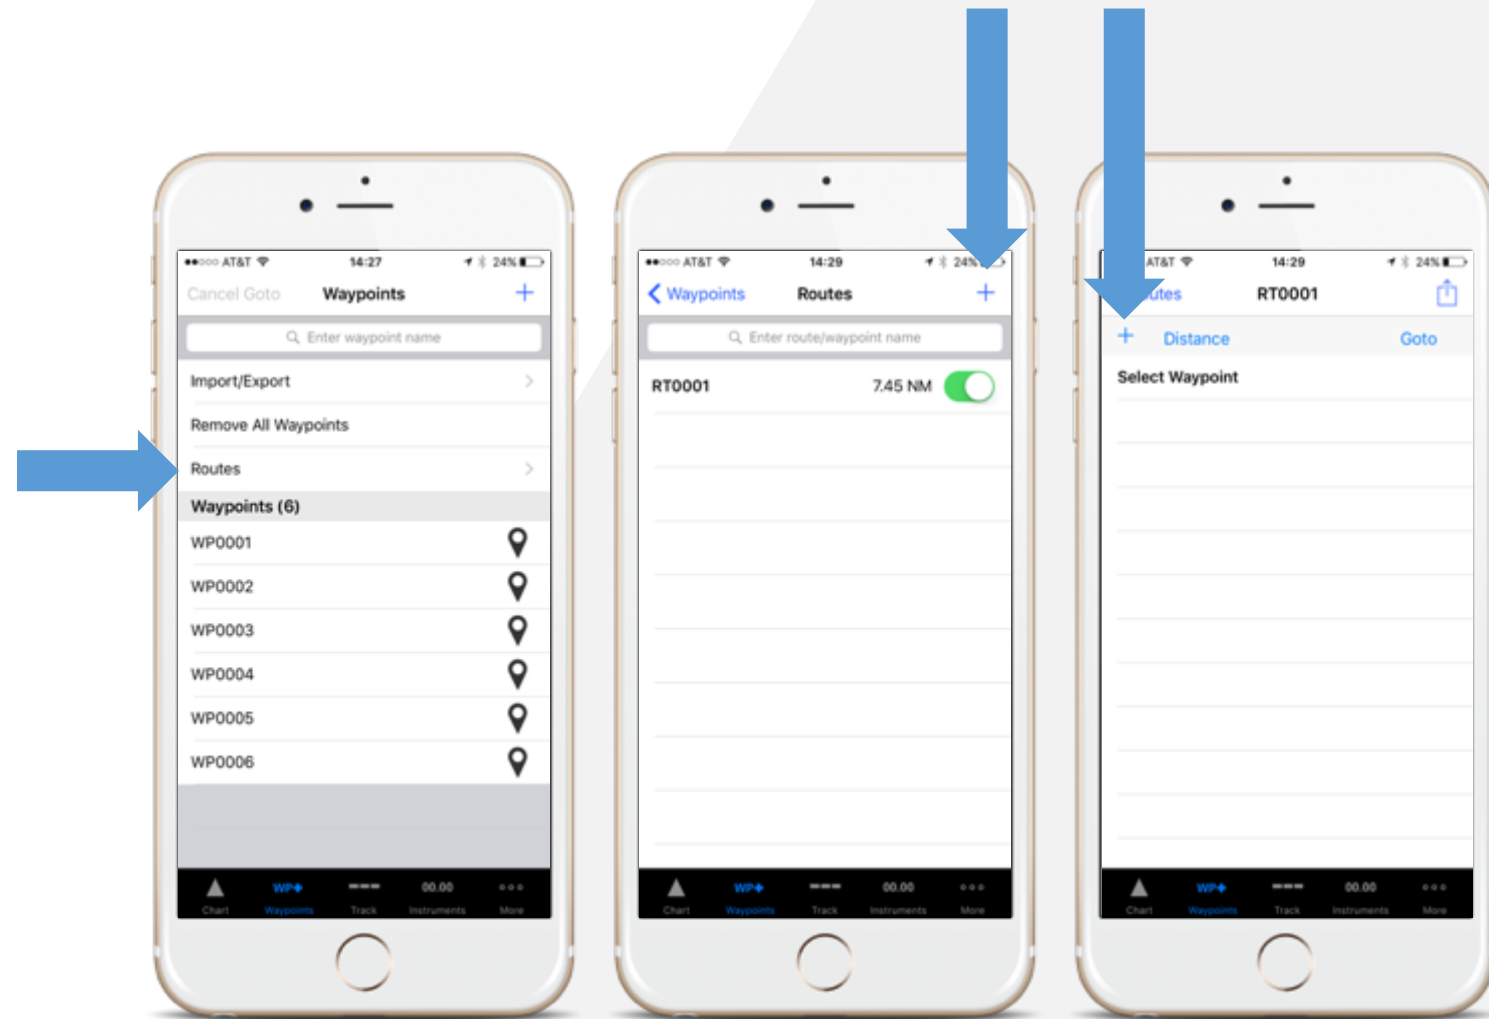 AT&T 14:27 24%
Cancel Goto Waypoints +
Enter waypoint name
Import/Export
Remove All Waypoints
Routes
Waypoints (6)
WP0001
WP0002
WP0003
WP0004
WP0005
WP0006
WP+ 00.00
Chart Waypoints Track Instruments More
AT&T 14:29 24%
Waypoints Routes +
Enter route/waypoint name
RT0001 7.45 NM
WP+ 00.00
Chart Waypoints Track Instruments More
AT&T 14:29 24%
utes RT0001
+ Distance Goto
Select Waypoint
WP+ 00.00
Chart Waypoints Track Instruments More